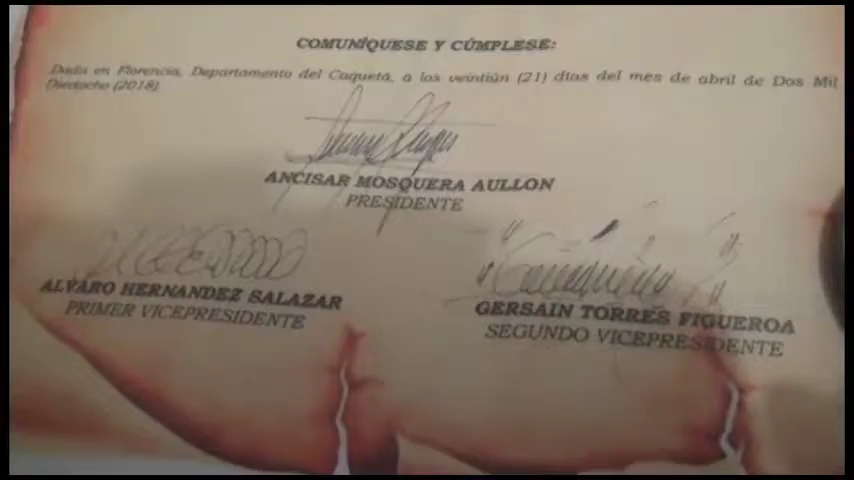 COMUNÍQUESE Y CÚMPLESE:
Dada en Florencia, Departamento del Caquetá, a los veintiún (21) días del mes de abril de Dos Mil
Dieciocho (2018)
ANCISAR MOSQUERA AULLON
PRESIDENTE
ALVARO HERNANDEZ SALAZAR
PRIMER VICEPRESIDENTE
GERSAIN TORRES FIGUEROA
SEGUNDO VICEPRESIDENTE